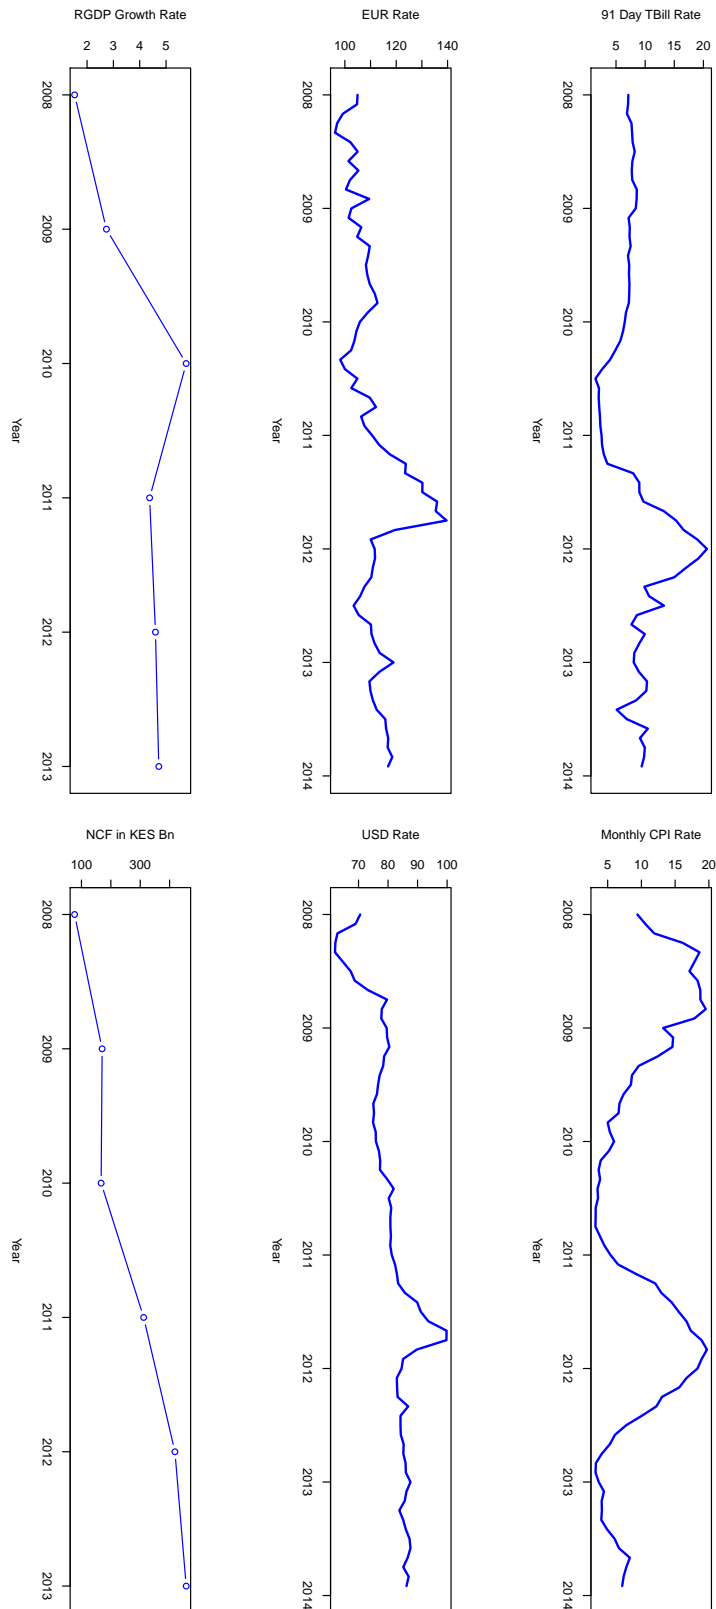 RGDP Growth Rate
2 3 4 5
2008 2009 2010 2011 2012 2013
Year
EUR Rate
100 120 140
2008 2009 2010 2011 2012 2013 2014
Year
91 Day TBill Rate
5 10 15 20
2008 2009 2010 2011 2012 2013 2014
Year
NCF in KES Bn
100 300
2008 2009 2010 2011 2012 2013
Year
USD Rate
70 80 90 100
2008 2009 2010 2011 2012 2013 2014
Year
Monthly CPI Rate
5 10 15 20
2008 2009 2010 2011 2012 2013 2014
Year